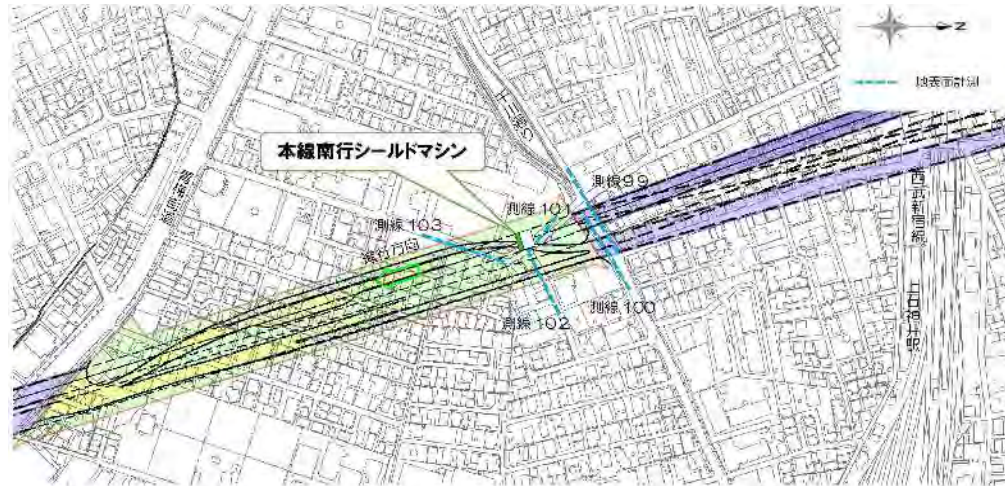 N
地表面計測
本線南行シールドマシン
測線99
測線101
測線103
掘進方向
測線100
測線102
西武新宿線
上石神井駅